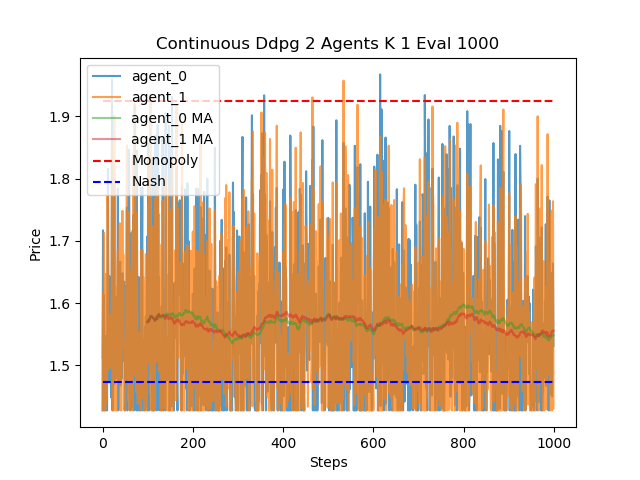 Continuous Ddpg 2 Agents K 1 Eval 1000
agent_0
agent_1
agent_0 MA
agent_1 MA
Monopoly
Nash
Price
1.9
1.8
1.7
1.6
1.5
0 200 400 600 800 1000
Steps